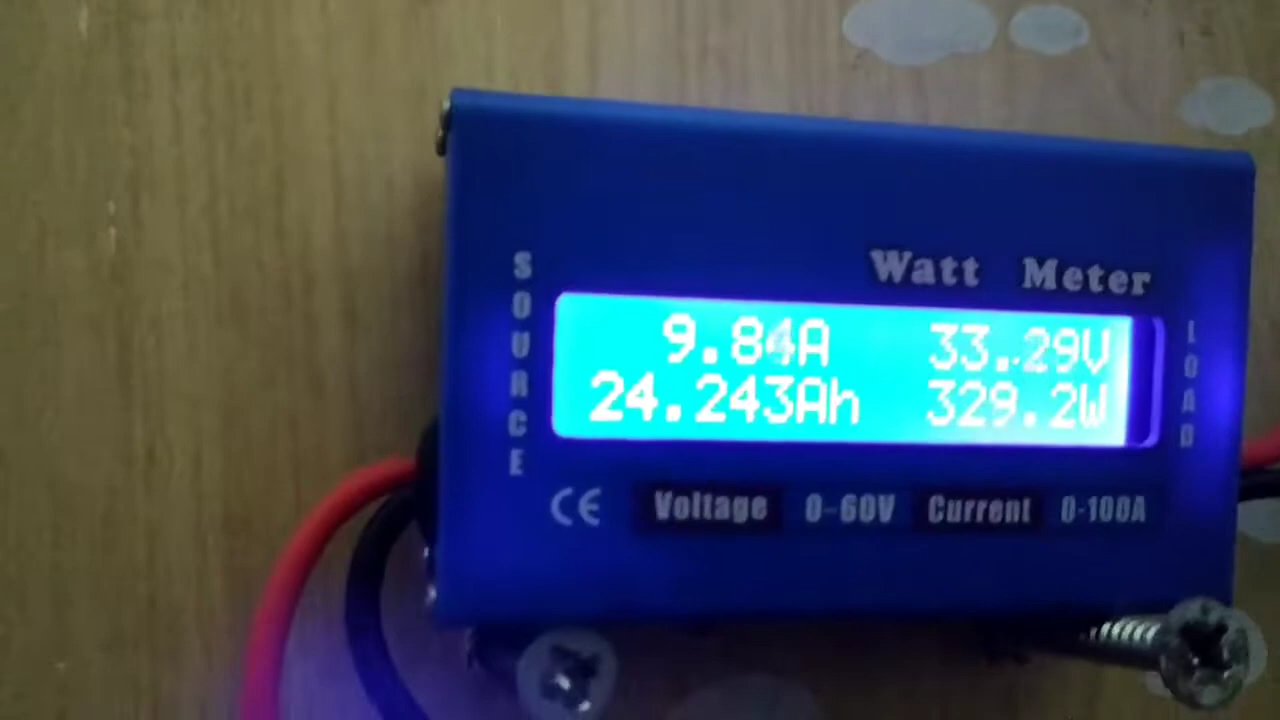 Watt Meter
SOURCE
9.84A 33.29V
24.243Ah 329.2W
LOAD
CE Voltage 0-60V Current 0-100A